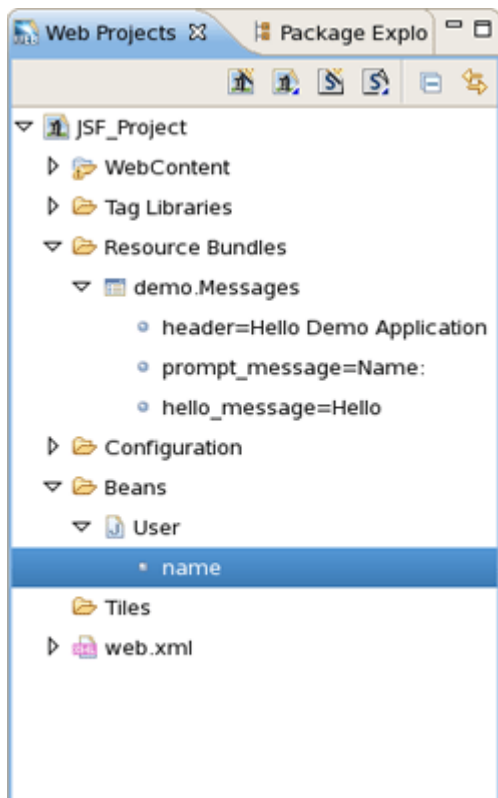 Web Projects Package Explo
JSF_Project
WebContent
Tag Libraries
Resource Bundles
demo.Messages
header=Hello Demo Application
prompt_message=Name:
hello_message=Hello
Configuration
Beans
User
name
Tiles
web.xml